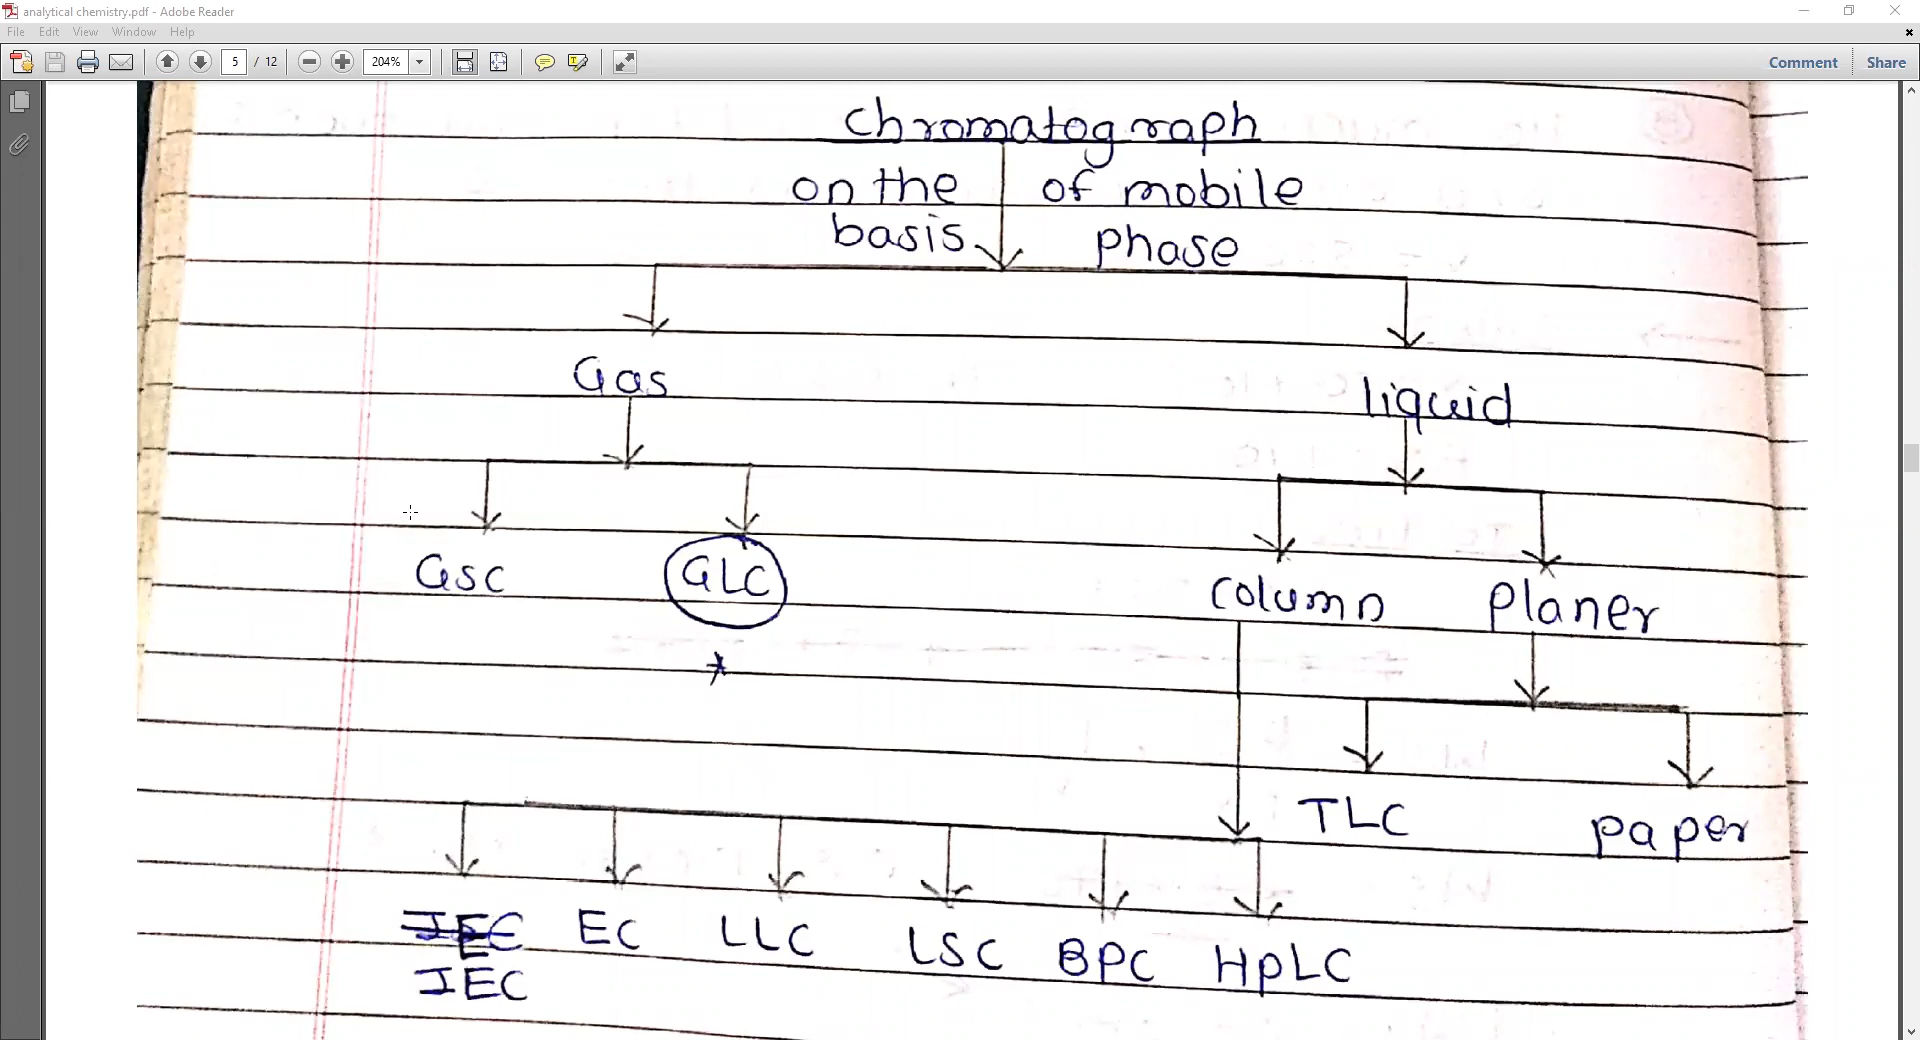 analytical chemistry.pdf - Adobe Reader
File Edit View Window Help
5 / 12 204% Comment Share
Chromatograph
on the of mobile
basis phase
Gas
liquid
GSC GLC column planer
TLC paper
IEC EC LLC LSC BPC HpLC
IEC